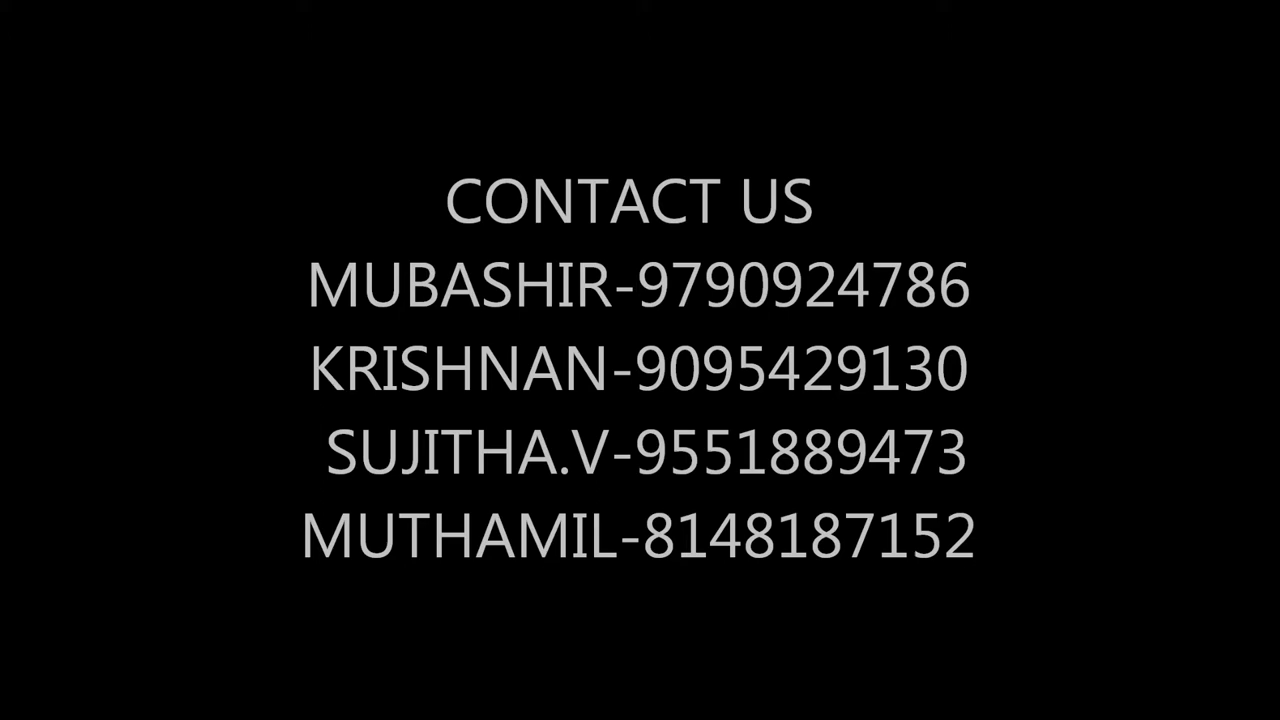 CONTACT US
MUBASHIR-9790924786
KRISHNAN-9095429130
SUJITHA.V-9551889473
MUTHAMIL-8148187152